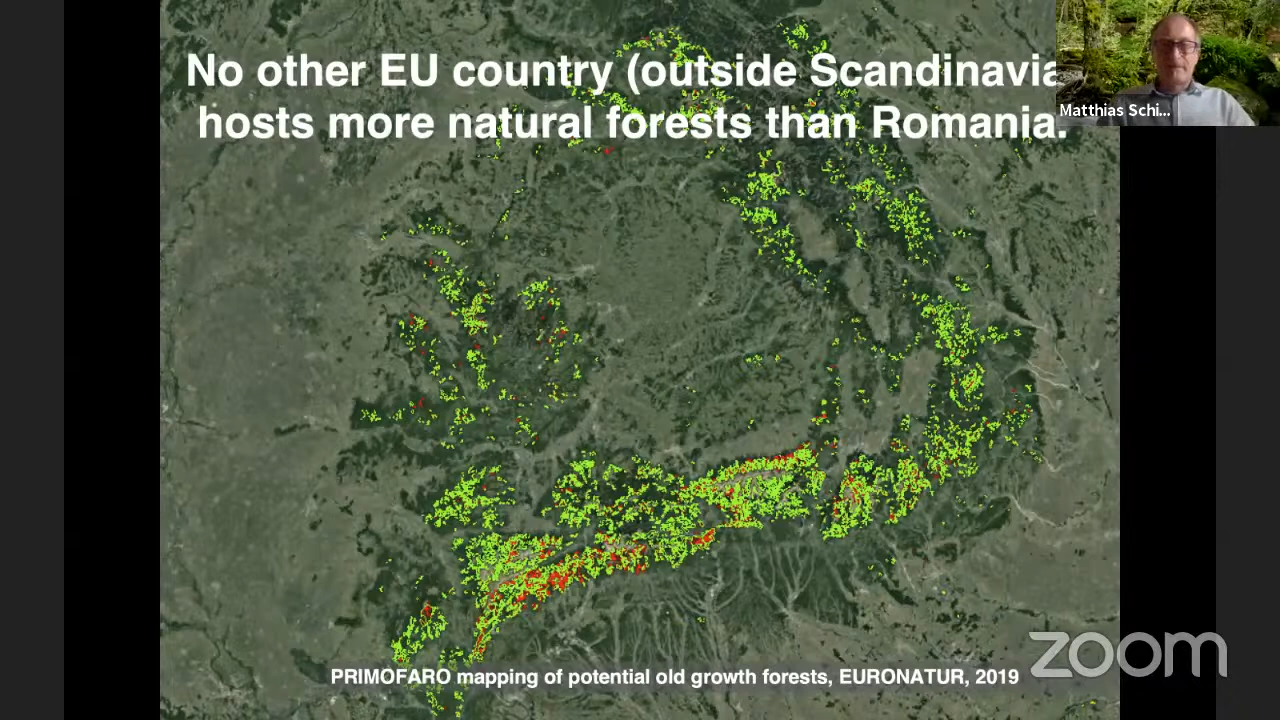 No other EU country (outside Scandinavia
hosts more natural forests than Romania.
Matthias Schi...
zoom
PRIMOFARO mapping of potential old growth forests, EURONATUR, 2019